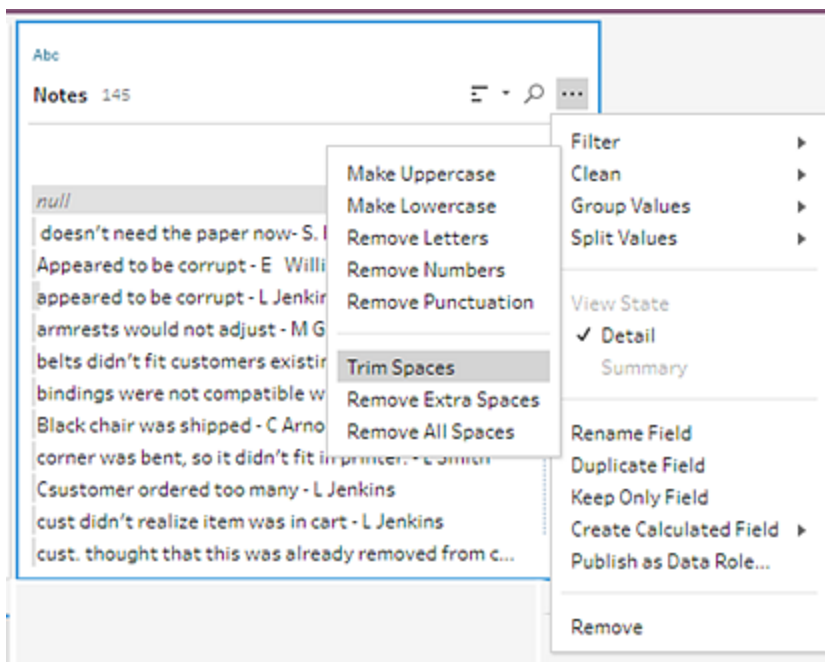 Abc
Notes 145
null
doesn't need the paper now- S.
Appeared to be corrupt - E Willi
appeared to be corrupt - L Jenkin
armrests would not adjust - M G
belts didn't fit customers existin
bindings were not compatible w
Black chair was shipped - C Arno
corner was bent, so it didn't fit in printer. - L Smith
Csustomer ordered too many - L Jenkins
cust didn't realize item was in cart - L Jenkins
cust. thought that this was already removed from c...
Make Uppercase
Make Lowercase
Remove Letters
Remove Numbers
Remove Punctuation
Trim Spaces
Remove Extra Spaces
Remove All Spaces
Filter
Clean
Group Values
Split Values
View State
✓ Detail
Summary
Rename Field
Duplicate Field
Keep Only Field
Create Calculated Field
Publish as Data Role...
Remove